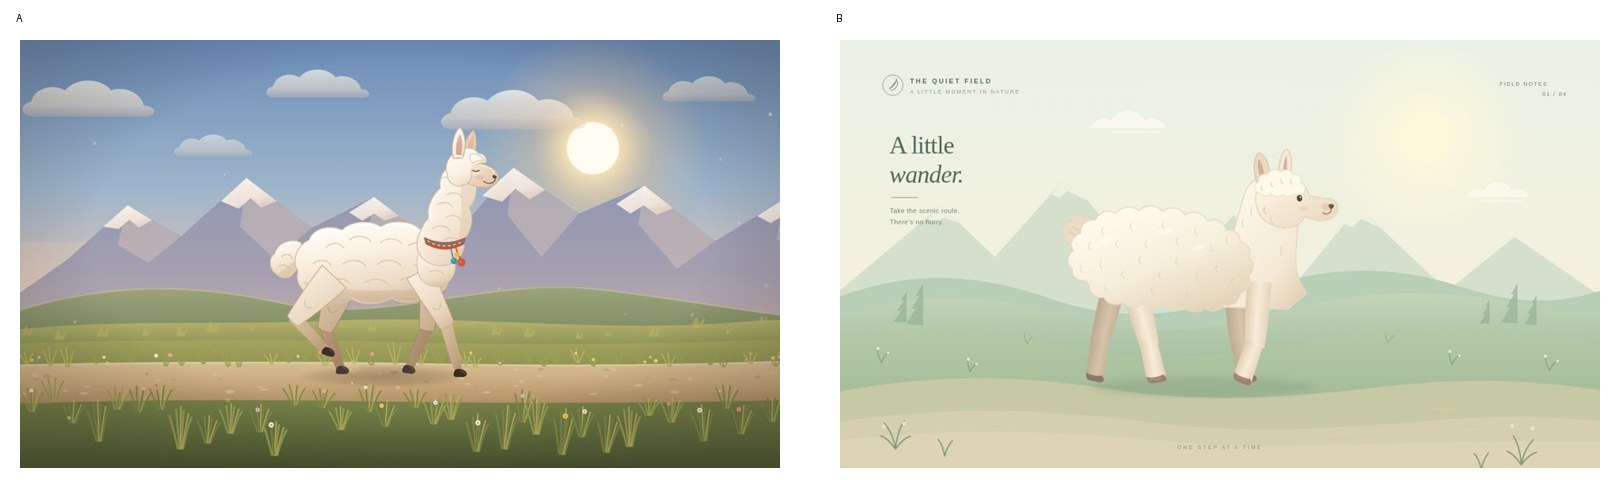 A
B
THE QUIET FIELD
A LITTLE MOMENT IN NATURE
FIELD NOTES
01 / 04
A little
wander.
Take the scenic route.
There's no hurry.
ONE STEP AT A TIME